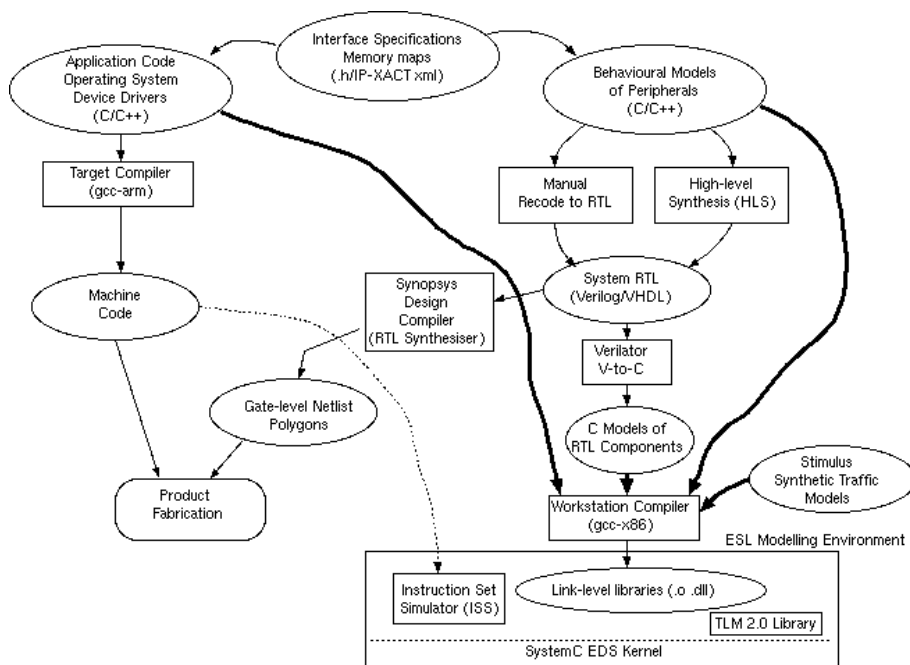 Interface Specifications
Memory maps
(.h/IP-XACT xml)
Application Code
Operating System
Device Drivers
(C/C++)
Behavioural Models
of Peripherals
(C/C++)
Target Compiler
(gcc-arm)
Manual
Recode to RTL
High-level
Synthesis (HLS)
System RTL
(Verilog/VHDL)
Machine
Code
Synopsys
Design
Compiler
(RTL Synthesiser)
Verilator
V-to-C
Gate-level Netlist
Polygons
C Models of
RTL Components
Stimulus
Synthetic Traffic
Models
Product
Fabrication
Workstation Compiler
(gcc-x86)
ESL Modelling Environment
Instruction Set
Simulator (ISS)
Link-level libraries (.o .dll)
TLM 2.0 Library
SystemC EDS Kernel